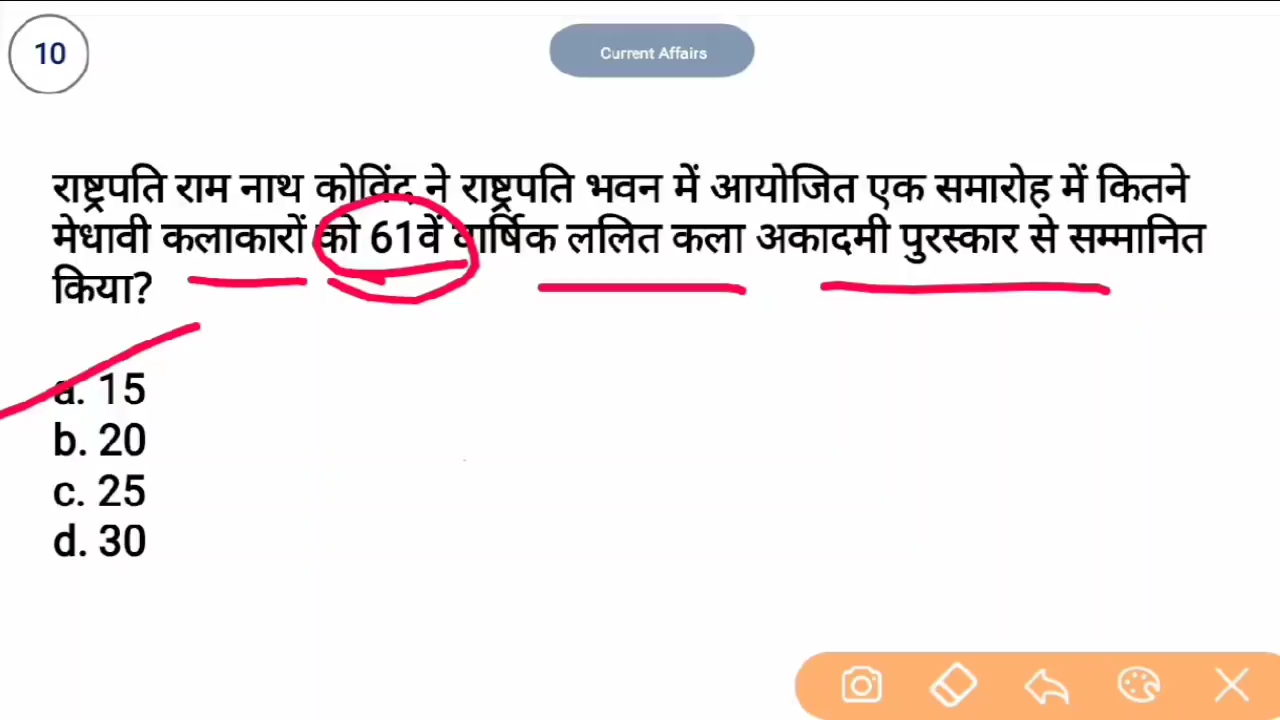 10
Current Affairs
राष्ट्रपति राम नाथ कोविंद ने राष्ट्रपति भवन में आयोजित एक समारोह में कितने
मेधावी कलाकारों को 61वें वार्षिक ललित कला अकादमी पुरस्कार से सम्मानित
किया?
a. 15
b. 20
c. 25
d. 30